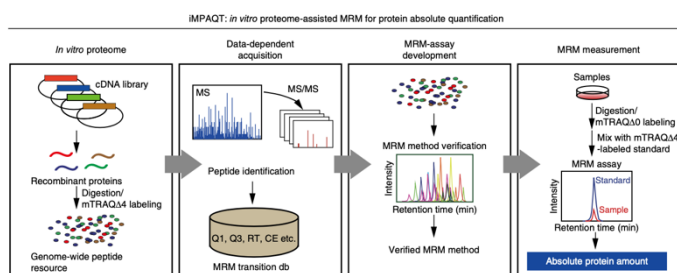 iMPAQT: in vitro proteome-assisted MRM for protein absolute quantification
In vitro proteome
cDNA library
Recombinant proteins
Digestion/
mTRAQΔ4 labeling
Genome-wide peptide
resource
Data-dependent
acquisition
MS
MS/MS
Peptide identification
Q1, Q3, RT, CE etc.
MRM transition db
MRM-assay
development
MRM method verification
Intensity
Retention time (min)
Verified MRM method
MRM measurement
Samples
Digestion/
mTRAQΔ0 labeling
Mix with mTRAQΔ4
-labeled standard
MRM assay
Intensity
Standard
Sample
Retention time (min)
Absolute protein amount